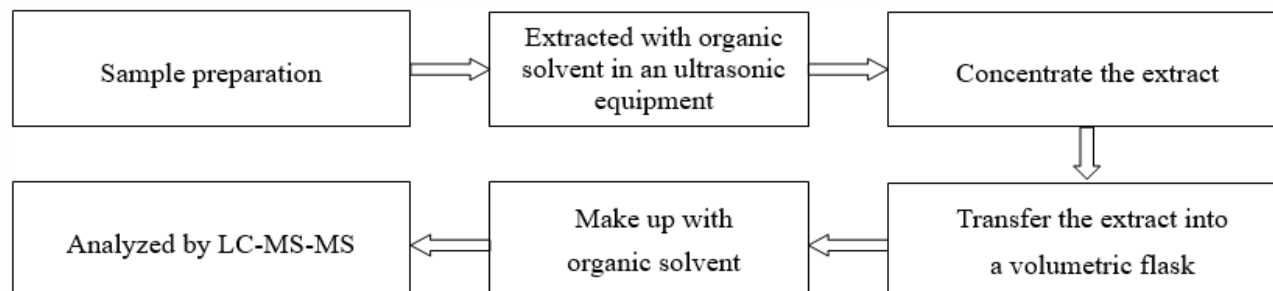 Sample preparation
Extracted with organic
solvent in an ultrasonic
equipment
Concentrate the extract
Transfer the extract into
a volumetric flask
Make up with
organic solvent
Analyzed by LC-MS-MS